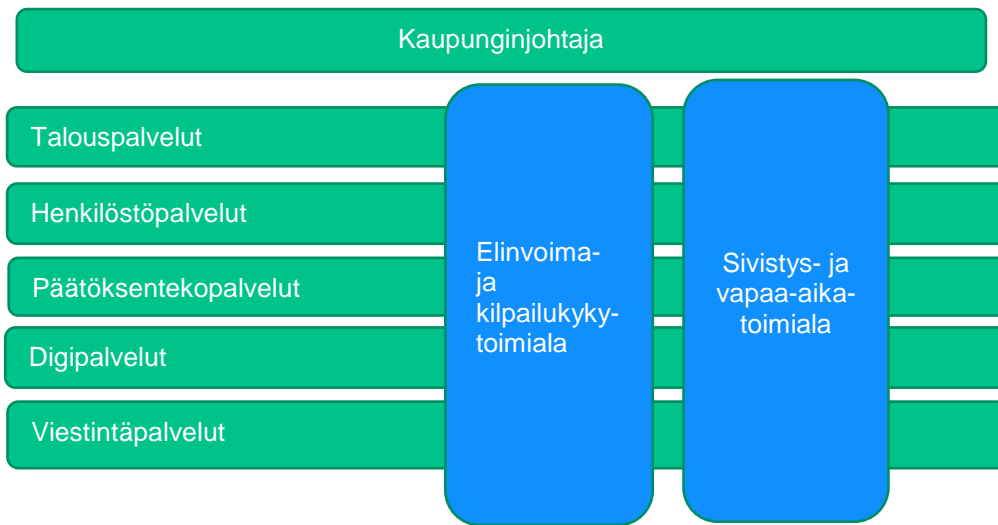 Kaupunginjohtaja
Talouspalvelut
Henkilöstöpalvelut
Päätöksentekopalvelut
Digipalvelut
Viestintäpalvelut
Elinvoima-
ja
kilpailukyky-
toimiala
Sivistys- ja
vapaa-aika-
toimiala